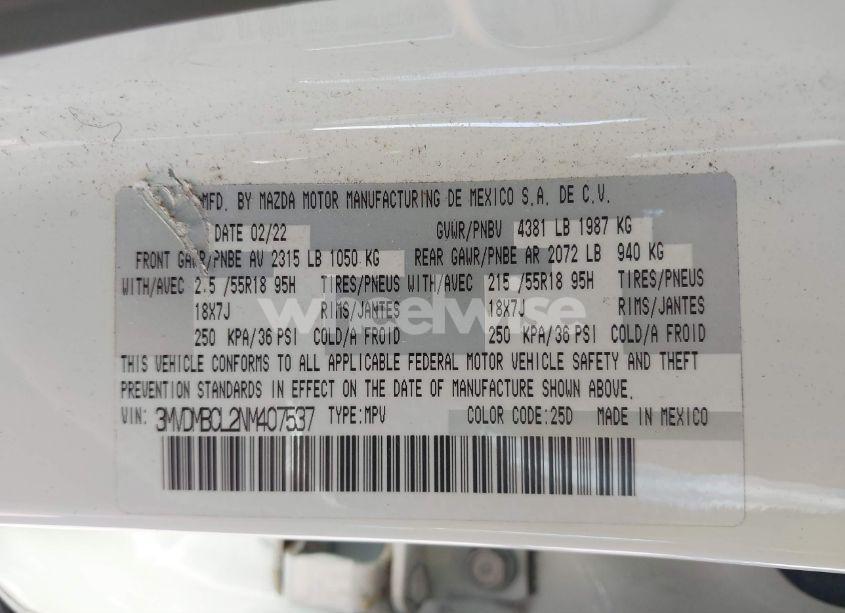 MFD. BY MAZDA MOTOR MANUFACTURING DE MEXICO S.A. DE C.V.
DATE 02/22 GVWR/PNBV 4381 LB 1987 KG
FRONT GAWR/PNBE AV 2315 LB 1050 KG REAR GAWR/PNBE AR 2072 LB 940 KG
WITH/AVEC 2.5 /55R18 95H TIRES/PNEUS WITH/AVEC 215 /55R18 95H TIRES/PNEUS
18X7J RIMS/JANTES 18X7J RIMS/JANTES
wheelwise
250 KPA/36 PSI COLD/A FROID 250 KPA/36 PSI COLD/A FROID
THIS VEHICLE CONFORMS TO ALL APPLICABLE FEDERAL MOTOR VEHICLE SAFETY AND THEFT
PREVENTION STANDARDS IN EFFECT ON THE DATE OF MANUFACTURE SHOWN ABOVE.
VIN: 3MVDMBCL2NM407537 TYPE:MPV COLOR CODE:25D MADE IN MEXICO